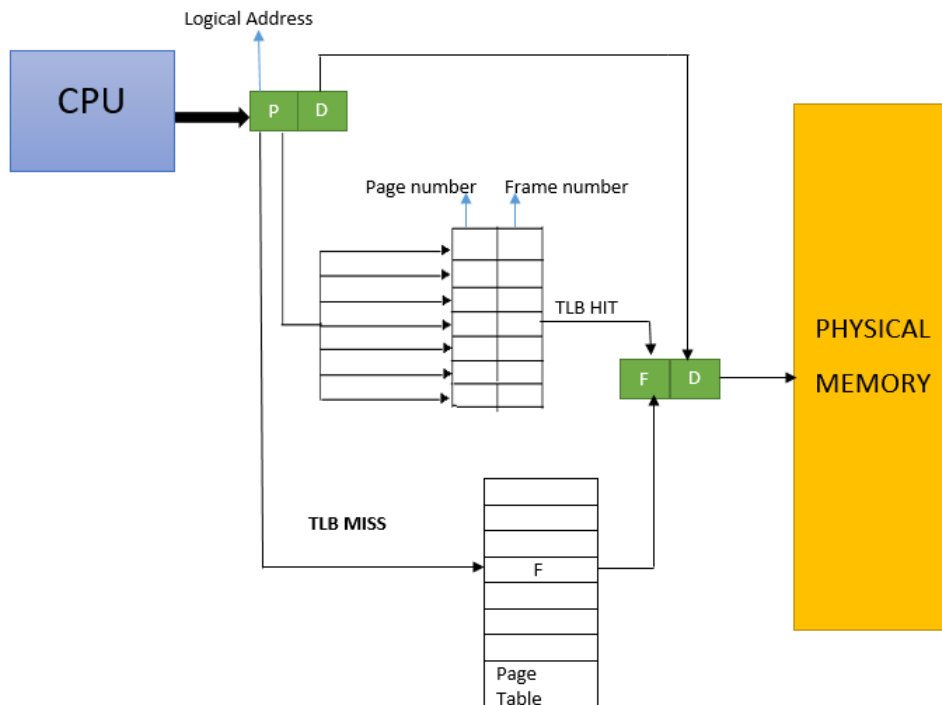 Logical Address
CPU
P D
Page number Frame number
TLB HIT
PHYSICAL
MEMORY
F D
TLB MISS
F
Page
Table